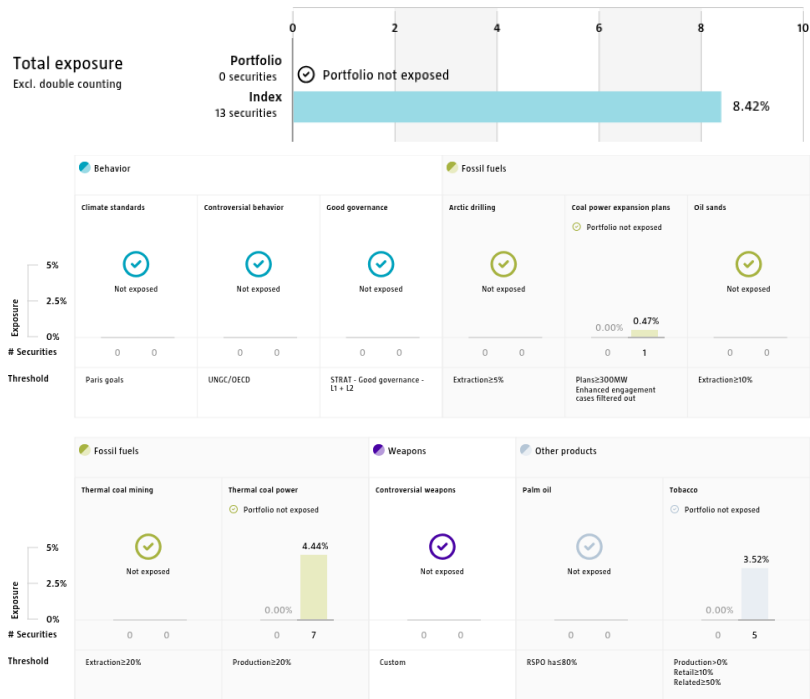 0 2 4 6 8 10
Total exposure
Excl. double counting
Portfolio
0 securities
Portfolio not exposed
Index
13 securities
8.42%
Behavior
Fossil fuels
Climate standards
Controversial behavior
Good governance
Arctic drilling
Coal power expansion plans
Oil sands
Portfolio not exposed
Not exposed
Not exposed
Not exposed
Not exposed
Not exposed
Exposure
5%
2.5%
0%
0.00%
0.47%
# Securities
0 0
0 0
0 0
0 0
0 1
0 0
Threshold
Paris goals
UNGC/OECD
STRAT - Good governance -
L1 + L2
Extraction≥5%
Plans≥300MW
Enhanced engagement
cases filtered out
Extraction≥10%
Fossil fuels
Weapons
Other products
Thermal coal mining
Thermal coal power
Controversial weapons
Palm oil
Tobacco
Portfolio not exposed
Portfolio not exposed
Not exposed
Not exposed
Not exposed
Exposure
5%
2.5%
0%
0.00%
4.44%
0.00%
3.52%
# Securities
0 0
0 7
0 0
0 0
0 5
Threshold
Extraction≥20%
Production≥20%
Custom
RSPO ha≤80%
Production>0%
Retail≥10%
Related≥50%